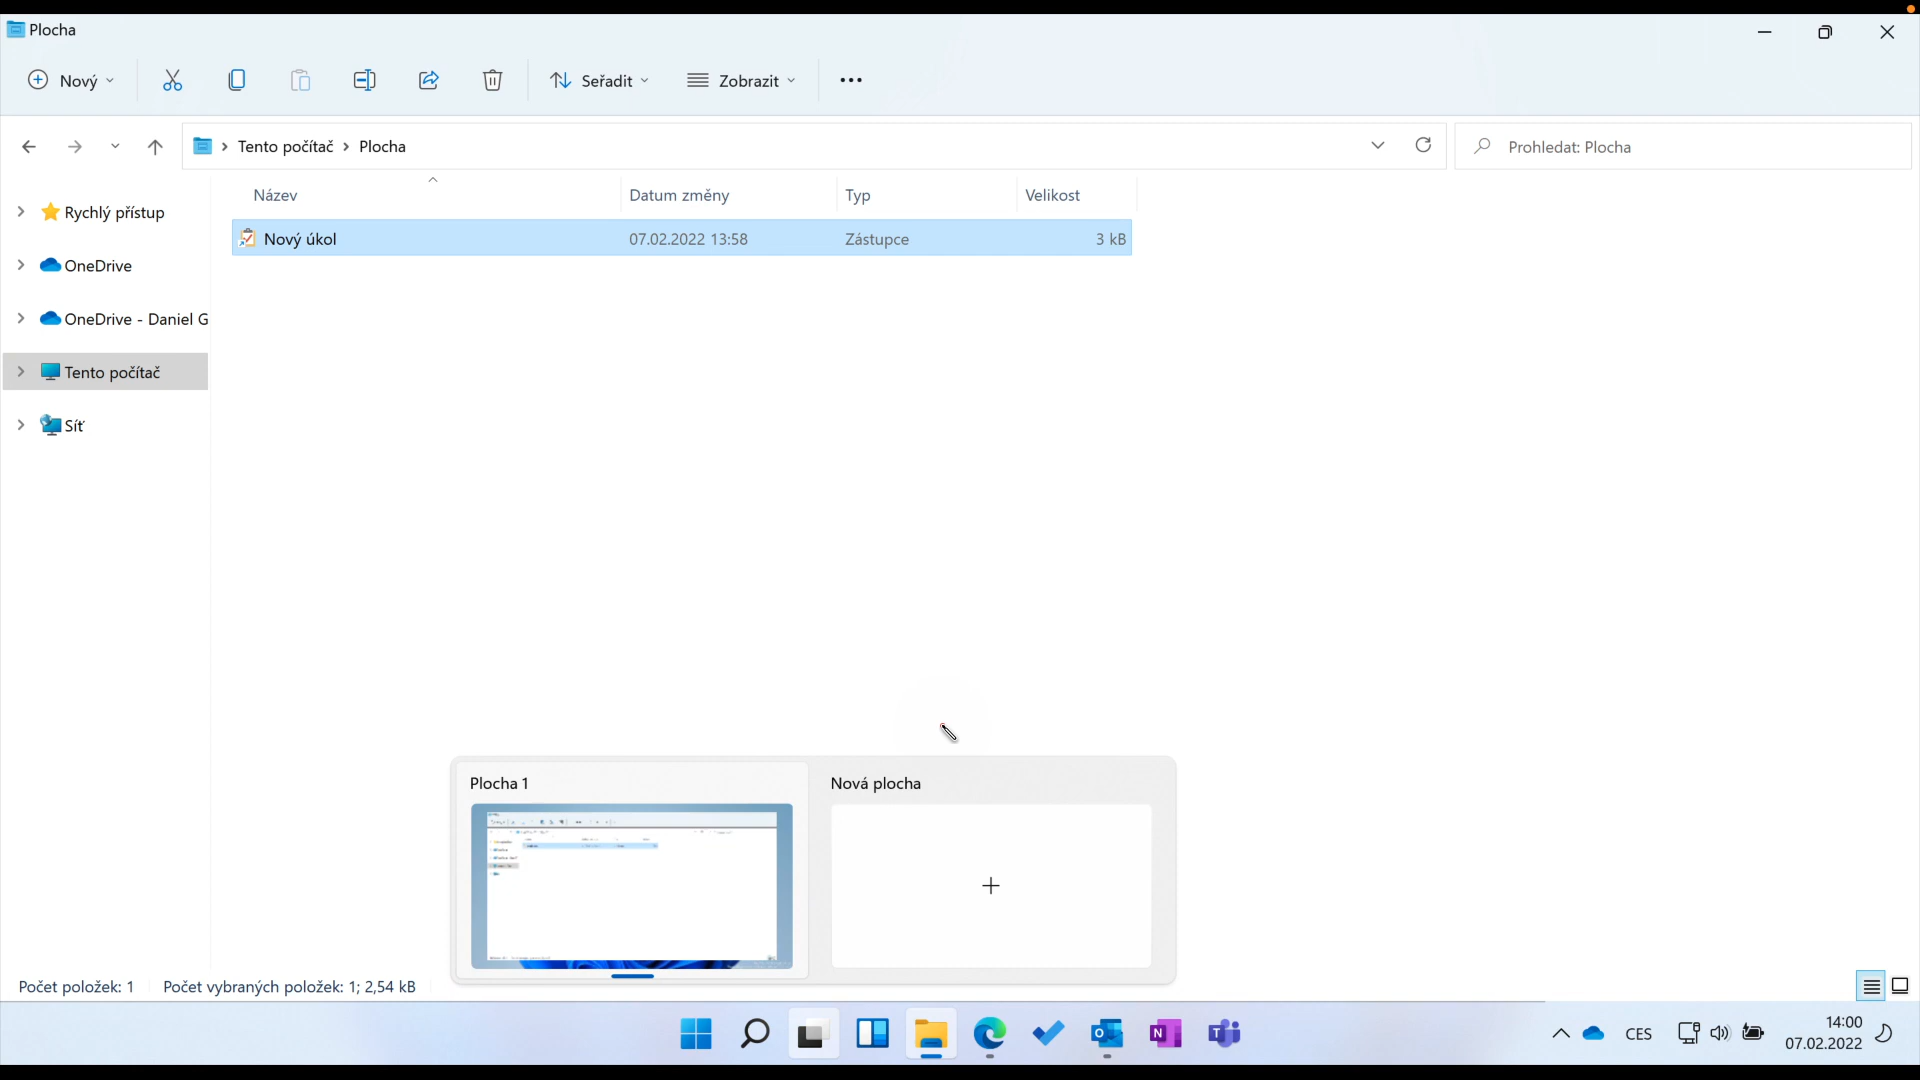 Plocha
Nový
Seřadit
Zobrazit
Tento počítač
Plocha
Prohledat: Plocha
Název
Datum změny
Typ
Velikost
Nový úkol
07.02.2022 13:58
Zástupce
3 kB
Rychlý přístup
OneDrive
OneDrive - Daniel G
Tento počítač
Síť
Plocha 1
Nová plocha
Počet položek: 1
Počet vybraných položek: 1; 2,54 kB
CES
14:00
07.02.2022